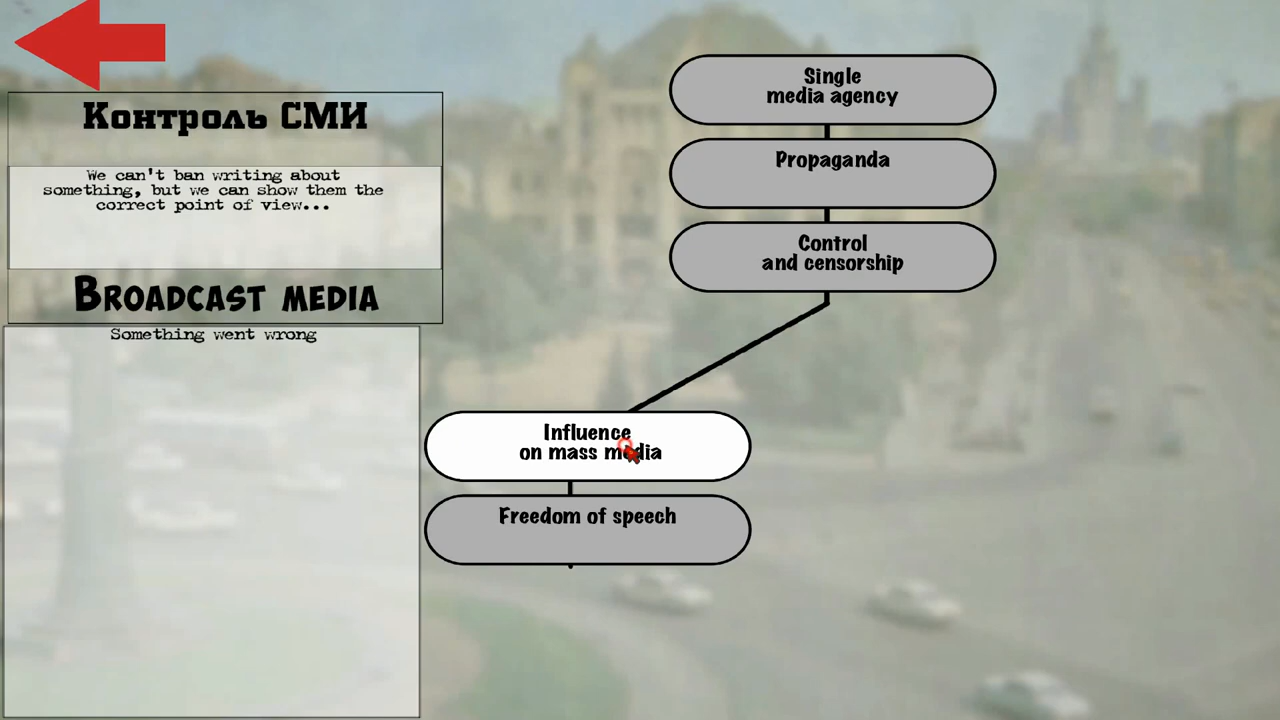 Контроль СМИ
We can't ban writing about
something, but we can show them the
correct point of view...
Broadcast media
Something went wrong
Single
media agency
Propaganda
Control
and censorship
Influence
on mass media
Freedom of speech